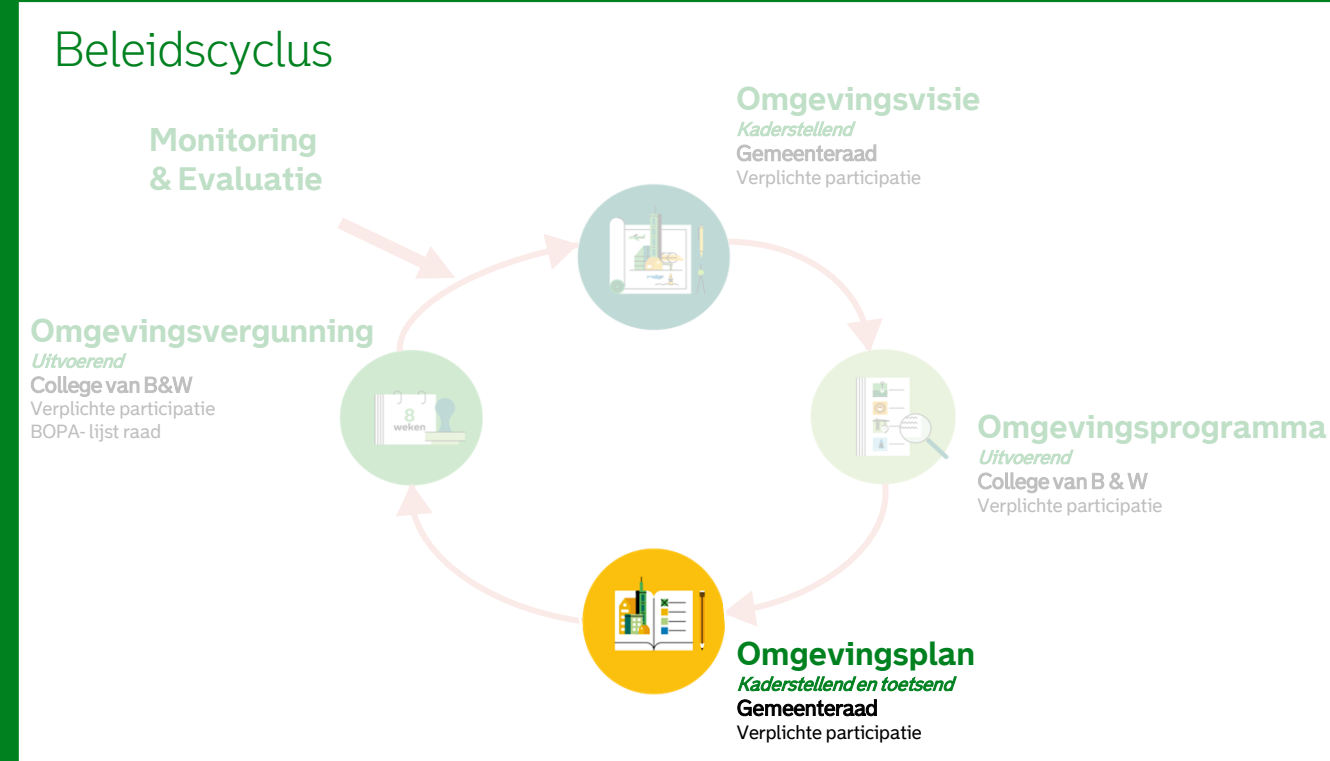 Beleidscyclus
Omgevingsvisie
Kaderstellend
Gemeenteraad
Verplichte participatie
Monitoring
& Evaluatie
Omgevingsvergunning
Uitvoerend
College van B&W
Verplichte participatie
BOPA- lijst raad
8
weken
Omgevingsprogramma
Uitvoerend
College van B & W
Verplichte participatie
Omgevingsplan
Kaderstellend en toetsend
Gemeenteraad
Verplichte participatie